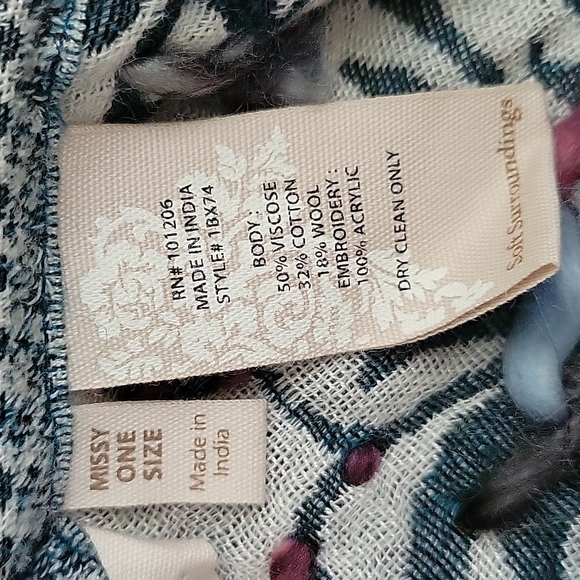 RN# 101206
MADE IN INDIA
STYLE# 1BX74
BODY :
50% VISCOSE
32% COTTON
18% WOOL
EMBROIDERY :
100% ACRYLIC
DRY CLEAN ONLY
Soft Surroundings
MISSY
ONE
SIZE
Made in
India